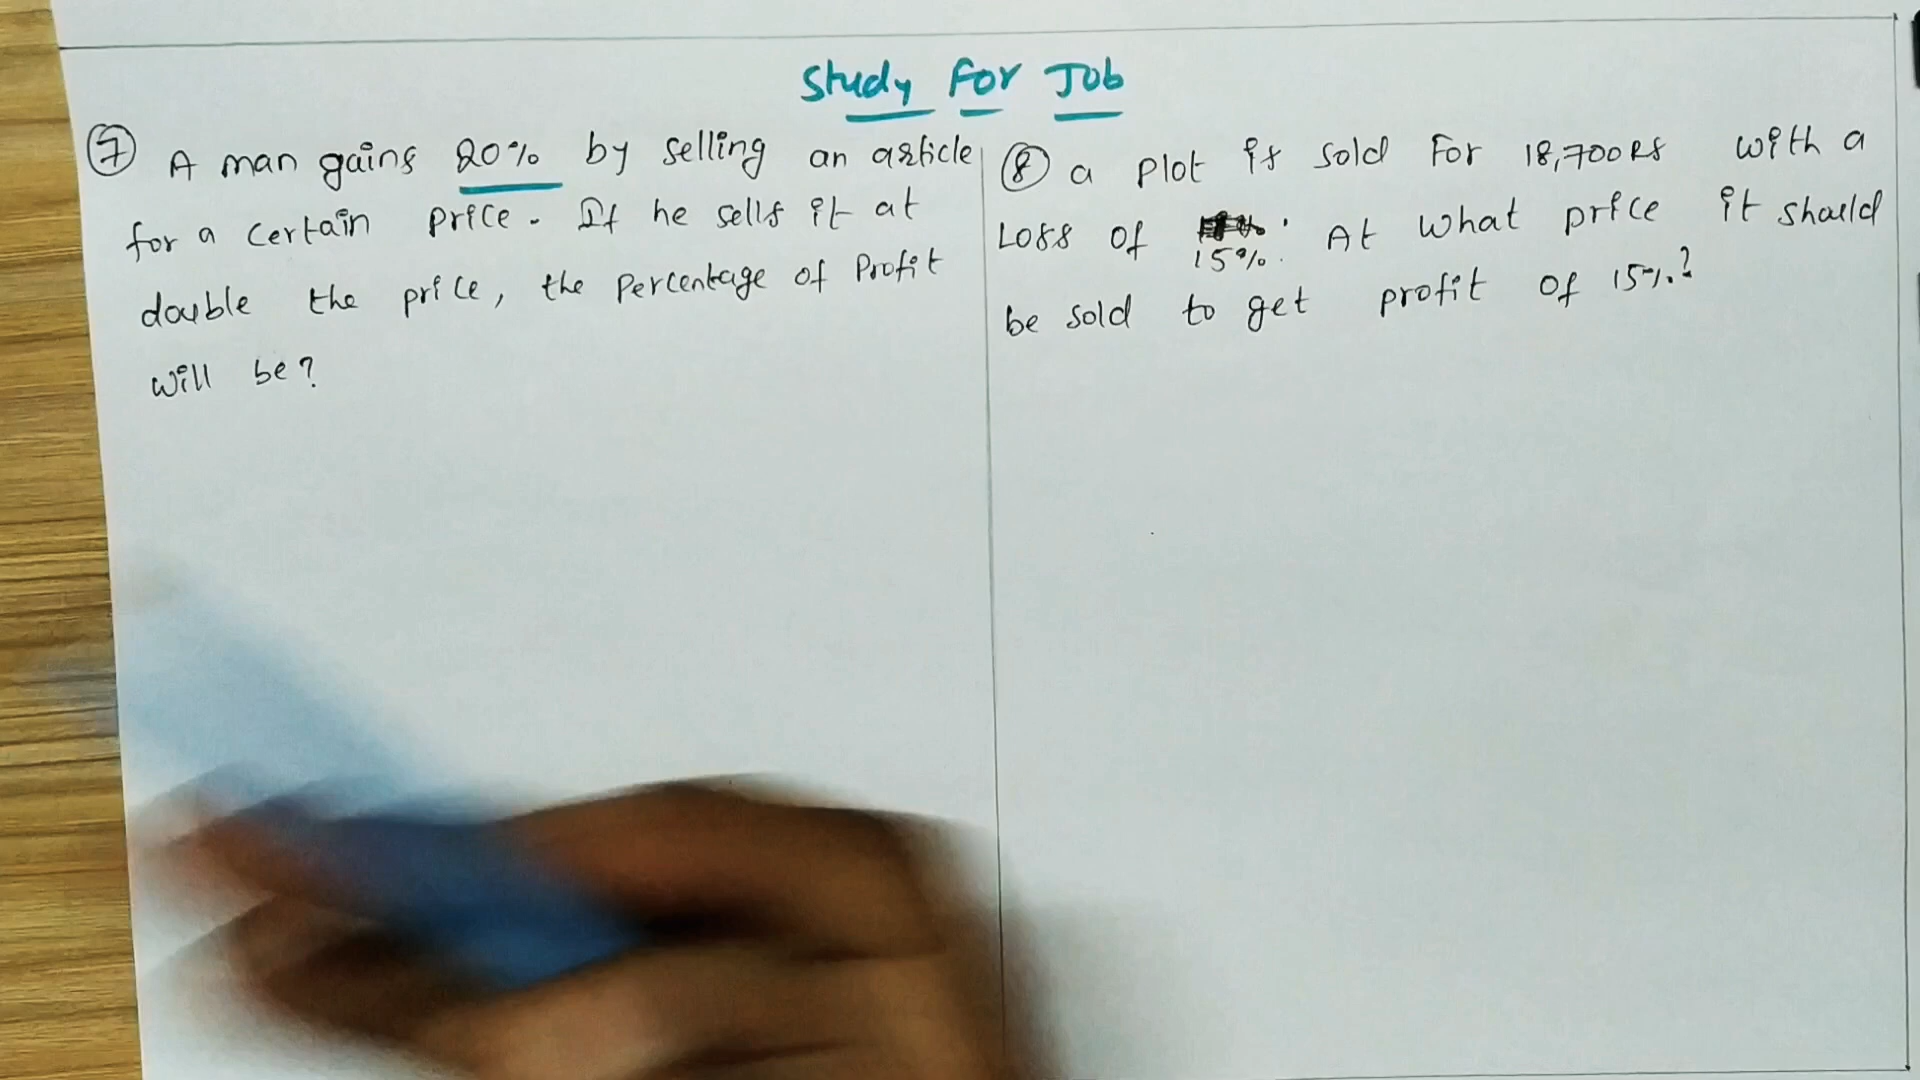 Study For Job
7 A man gains 20% by selling an article
for a certain price. If he sells it at
double the price, the percentage of profit
will be?
8 a plot is sold for 18,700Rs with a
Loss of 15%. At what price it should
be sold to get profit of 15%?